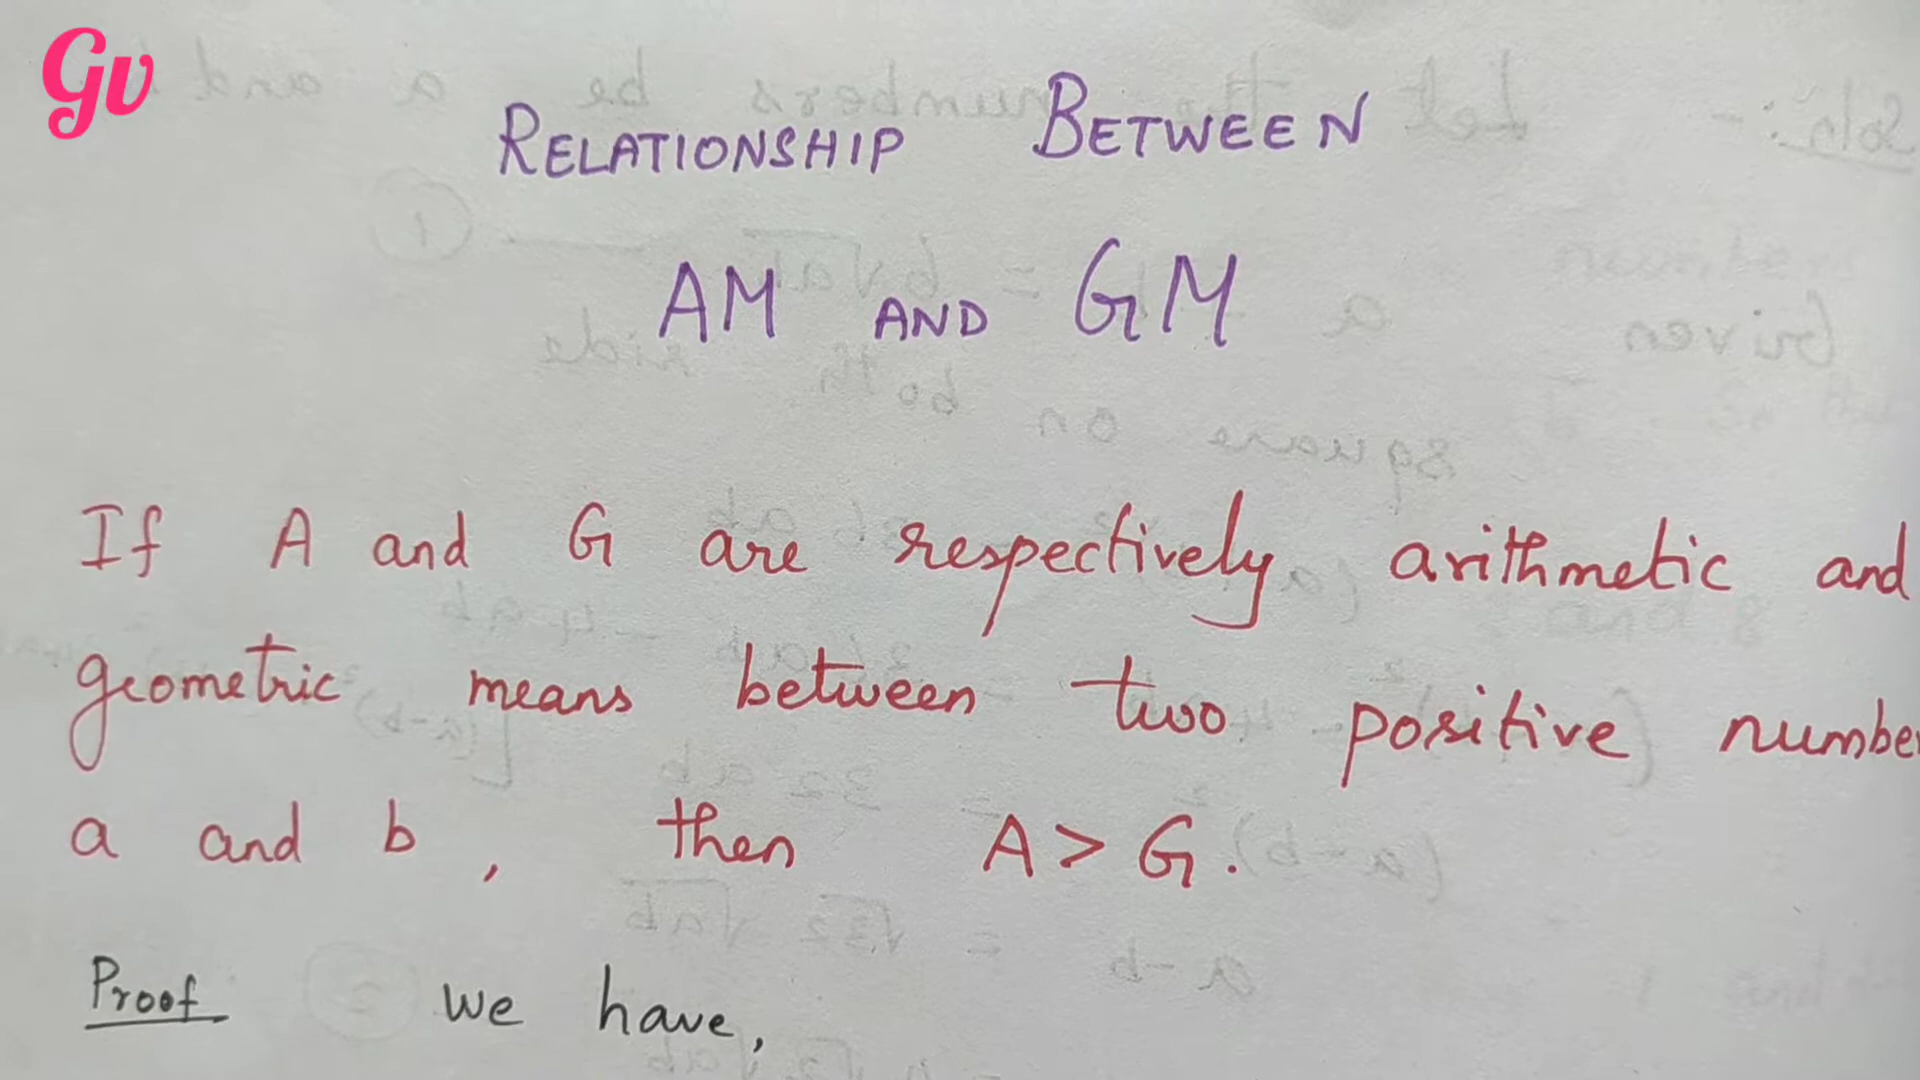 Gv
RELATIONSHIP BETWEEN
AM AND GM
If A and G are respectively arithmetic and
geometric means between two positive number
a and b, then A > G.
Proof we have,